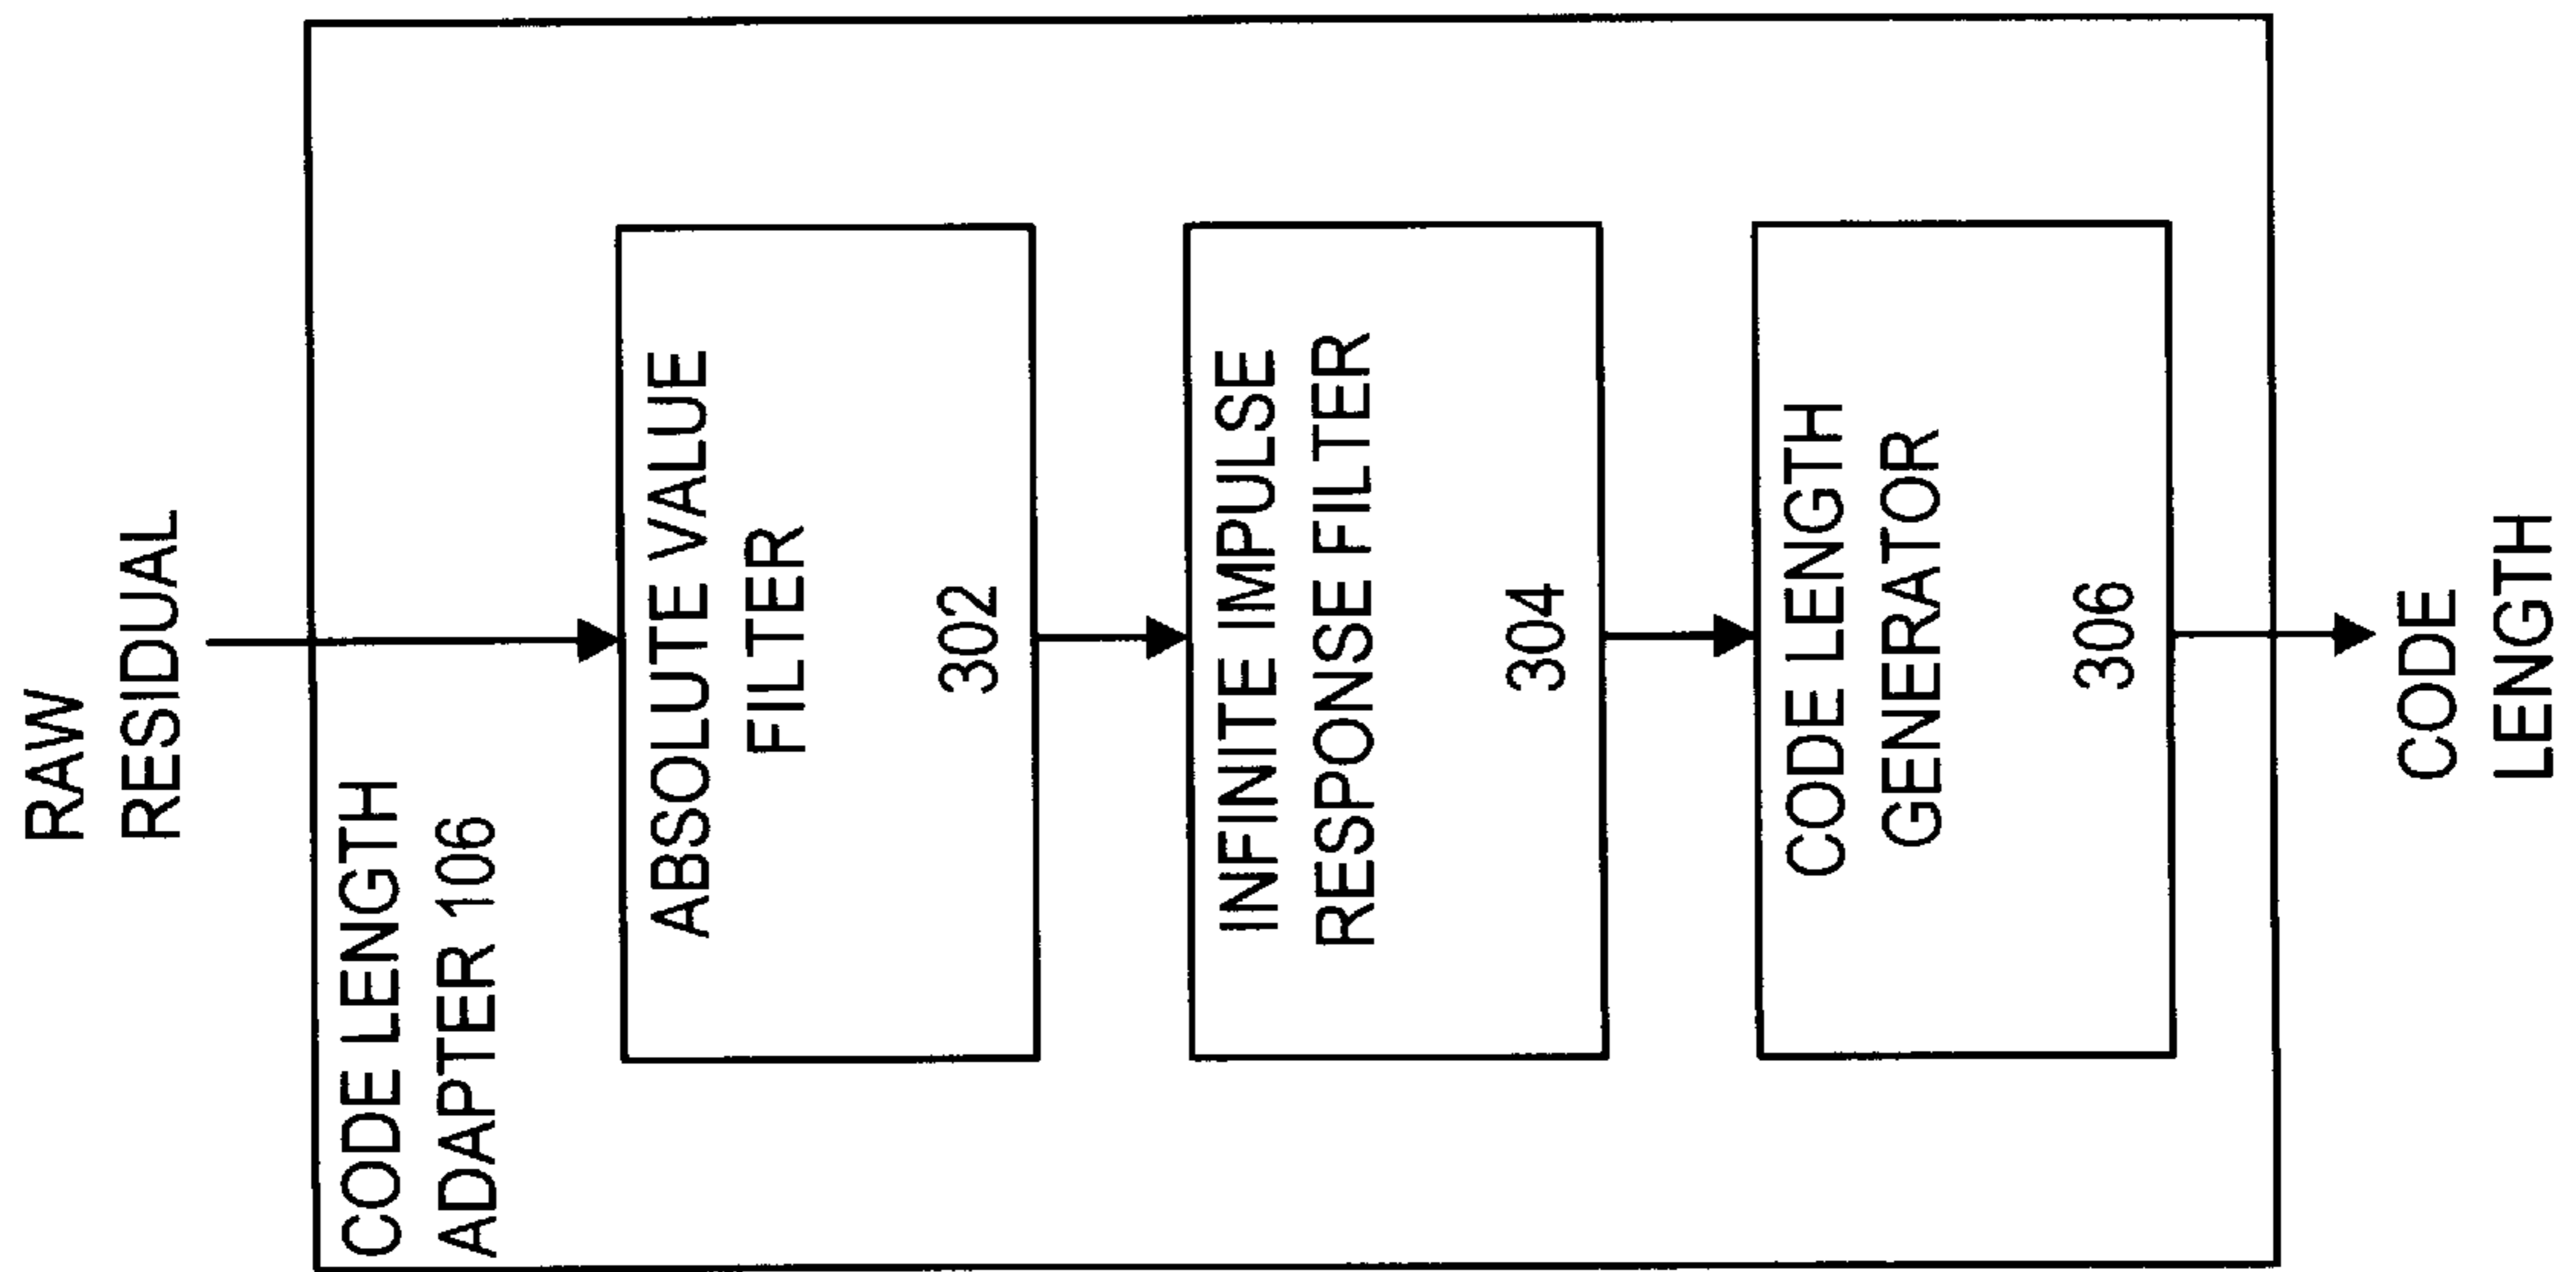 RAW
RESIDUAL
CODE LENGTH
ADAPTER 106
ABSOLUTE VALUE
FILTER
302
INFINITE IMPULSE
RESPONSE FILTER
304
CODE LENGTH
GENERATOR
306
CODE
LENGTH